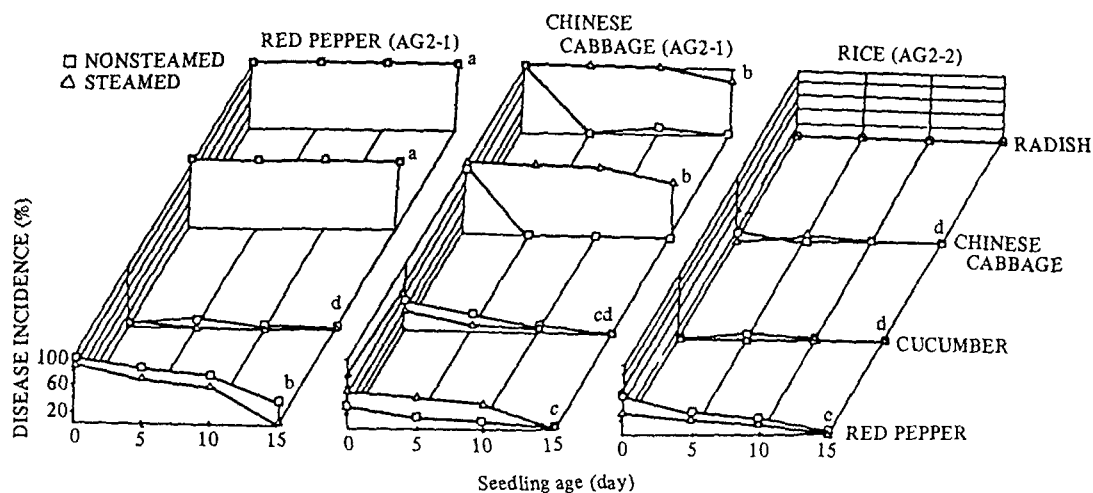 □ NONSTEAMED
△ STEAMED
RED PEPPER (AG2-1)
CHINESE
CABBAGE (AG2-1)
RICE (AG2-2)
a
b
RADISH
a
b
d
CHINESE
CABBAGE
d
cd
d
CUCUMBER
b
c
c
RED PEPPER
DISEASE INCIDENCE (%)
100
60
20
0 5 10 15
0 5 10 15
0 5 10 15
Seedling age (day)